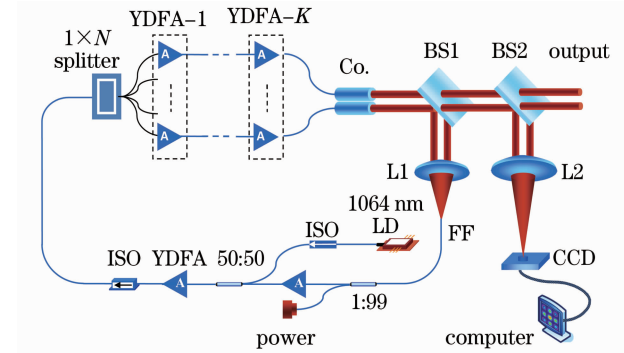 YDFA-1
YDFA-K
1×N
splitter
A
A
A
A
Co.
BS1
BS2
output
L1
L2
1064 nm
LD
ISO
FF
ISO
YDFA
50:50
CCD
A
A
1:99
power
computer